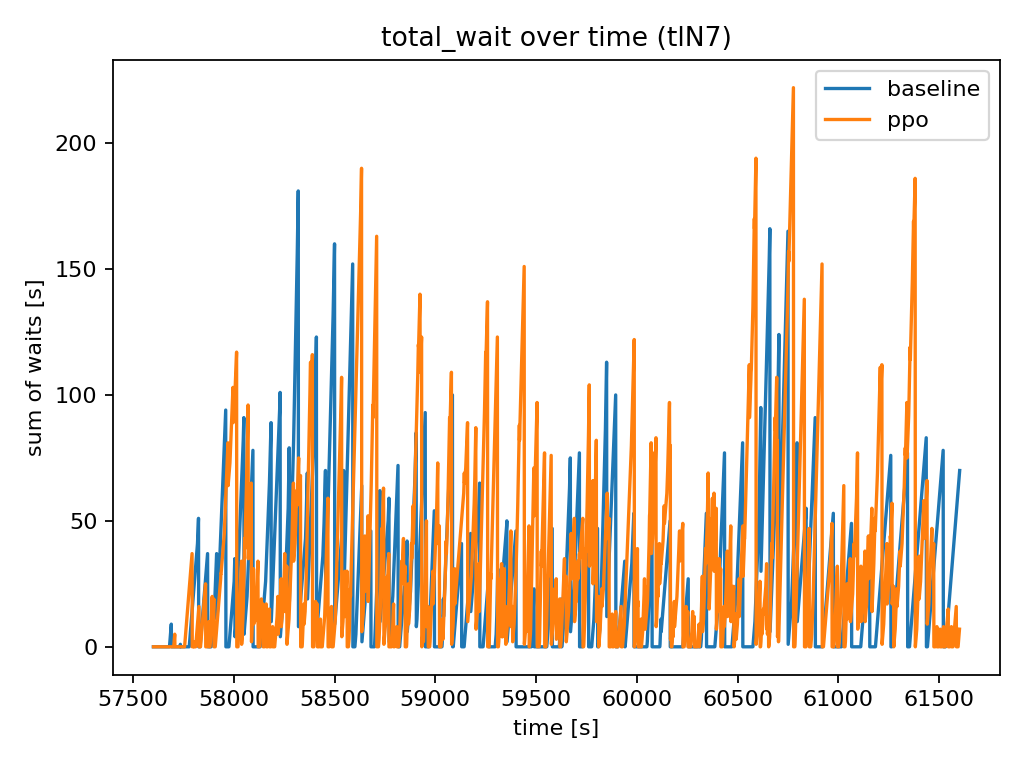 total_wait over time (tlN7)
baseline
ppo
200
150
100
50
0
sum of waits [s]
57500 58000 58500 59000 59500 60000 60500 61000 61500
time [s]